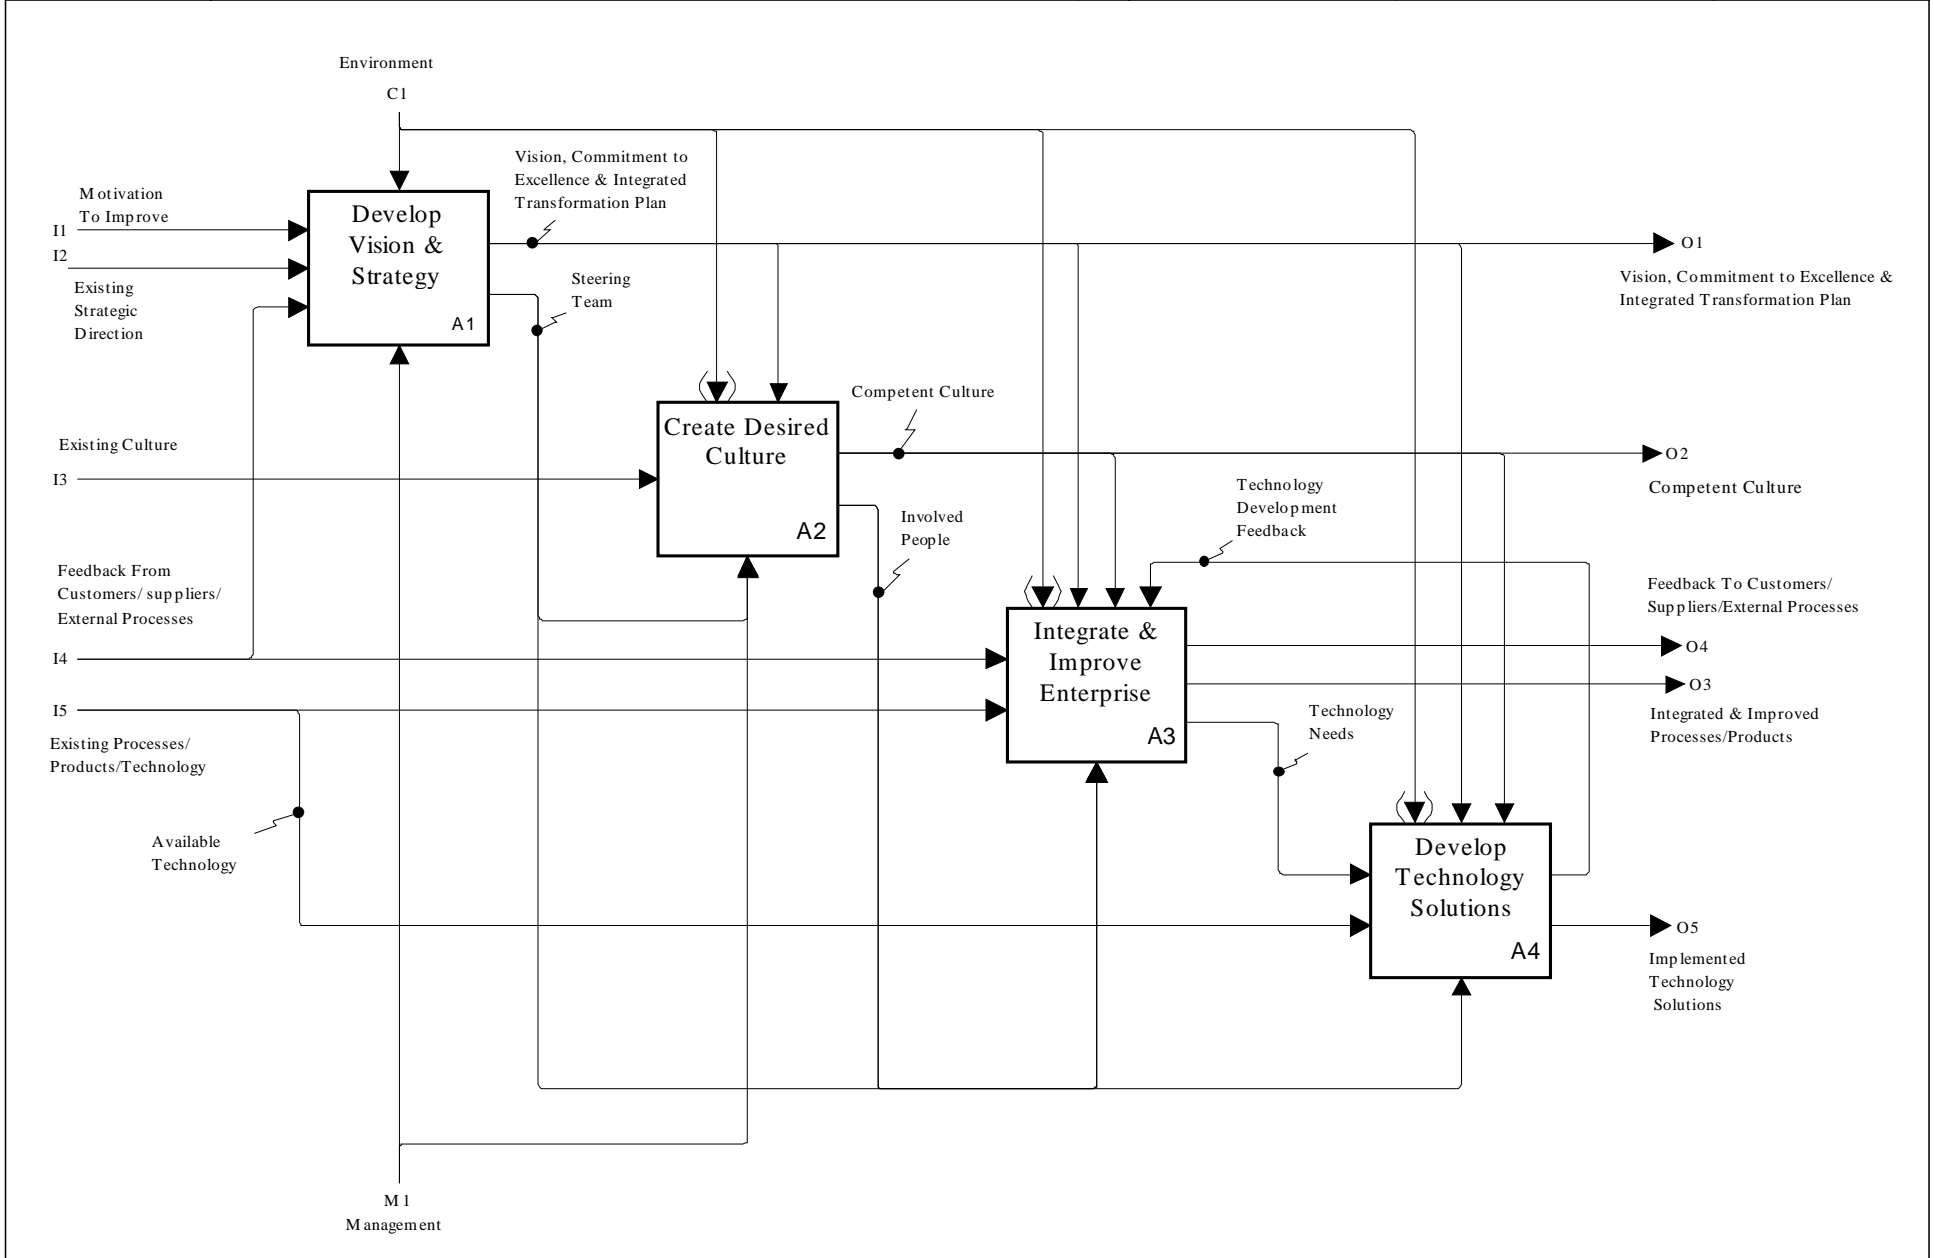 Environment
C1
Vision, Commitment to
Excellence & Integrated
Transformation Plan
Motivation
To Improve
I1
I2
Existing
Strategic
Direction
Develop
Vision &
Strategy
A1
Steering
Team
O1
Vision, Commitment to Excellence &
Integrated Transformation Plan
Existing Culture
I3
Create Desired
Culture
A2
Competent Culture
O2
Competent Culture
Involved
People
Technology
Development
Feedback
Feedback From
Customers/ suppliers/
External Processes
I4
I5
Existing Processes/
Products/Technology
Available
Technology
Integrate &
Improve
Enterprise
A3
Feedback To Customers/
Suppliers/External Processes
O4
O3
Integrated & Improved
Processes/Products
Technology
Needs
Develop
Technology
Solutions
A4
O5
Implemented
Technology
Solutions
M1
Management